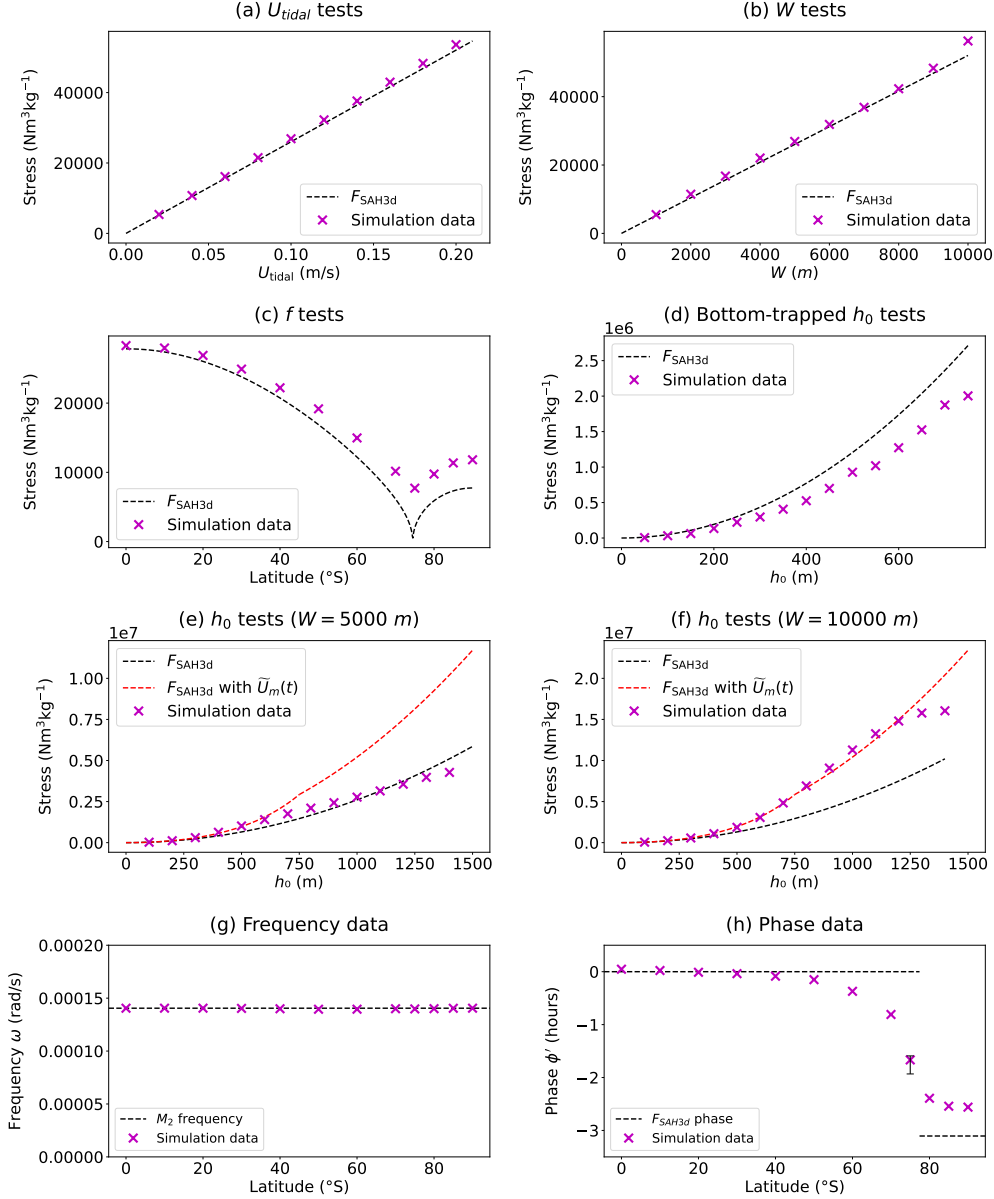 (a) U_tidal tests
Stress (Nm³kg⁻¹)
40000
20000
0
F_SAH3d
Simulation data
0.00 0.05 0.10 0.15 0.20
U_tidal (m/s)
(b) W tests
Stress (Nm³kg⁻¹)
40000
20000
0
F_SAH3d
Simulation data
0 2000 4000 6000 8000 10000
W (m)
(c) f tests
Stress (Nm³kg⁻¹)
20000
10000
0
F_SAH3d
Simulation data
0 20 40 60 80
Latitude (°S)
(d) Bottom-trapped h₀ tests
1e6
Stress (Nm³kg⁻¹)
2.5
2.0
1.5
1.0
0.5
0.0
F_SAH3d
Simulation data
0 200 400 600
h₀ (m)
(e) h₀ tests (W = 5000 m)
1e7
Stress (Nm³kg⁻¹)
1.00
0.75
0.50
0.25
0.00
F_SAH3d
F_SAH3d with Ũ_m(t)
Simulation data
0 250 500 750 1000 1250 1500
h₀ (m)
(f) h₀ tests (W = 10000 m)
1e7
Stress (Nm³kg⁻¹)
2.0
1.5
1.0
0.5
0.0
F_SAH3d
F_SAH3d with Ũ_m(t)
Simulation data
0 250 500 750 1000 1250 1500
h₀ (m)
(g) Frequency data
Frequency ω (rad/s)
0.00020
0.00015
0.00010
0.00005
0.00000
M₂ frequency
Simulation data
0 20 40 60 80
Latitude (°S)
(h) Phase data
Phase ϕ′ (hours)
0
−1
−2
−3
F_SAH3d phase
Simulation data
0 20 40 60 80
Latitude (°S)